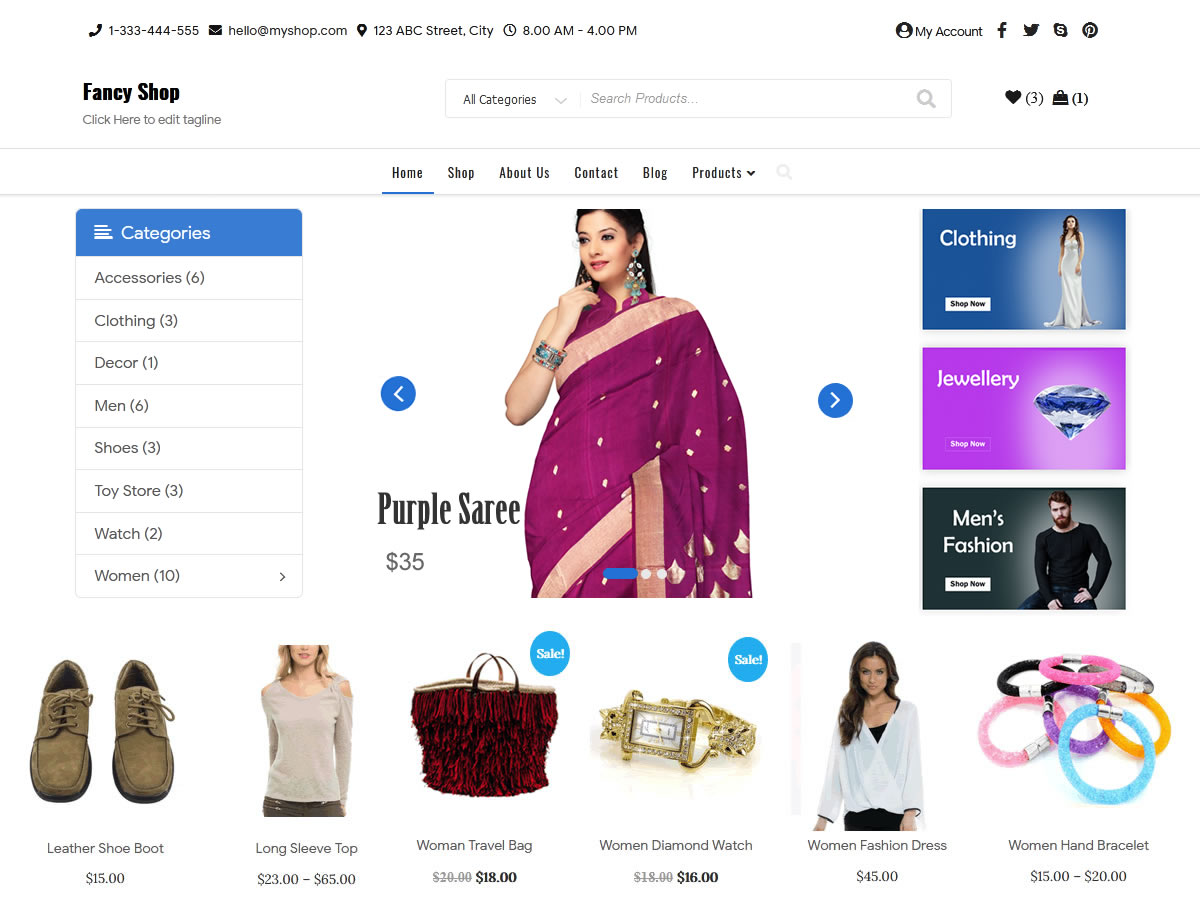 1-333-444-555 hello@myshop.com 123 ABC Street, City 8.00 AM - 4.00 PM My Account
Fancy Shop
Click Here to edit tagline
All Categories Search Products... (3) (1)
Home Shop About Us Contact Blog Products
Categories
Accessories (6)
Clothing (3)
Decor (1)
Men (6)
Shoes (3)
Toy Store (3)
Watch (2)
Women (10)
Purple Saree
$35
Clothing
Shop Now
Jewellery
Shop Now
Men's
Fashion
Shop Now
Leather Shoe Boot
$15.00
Long Sleeve Top
$23.00 – $65.00
Sale!
Woman Travel Bag
$20.00 $18.00
Sale!
Women Diamond Watch
$18.00 $16.00
Women Fashion Dress
$45.00
Women Hand Bracelet
$15.00 – $20.00